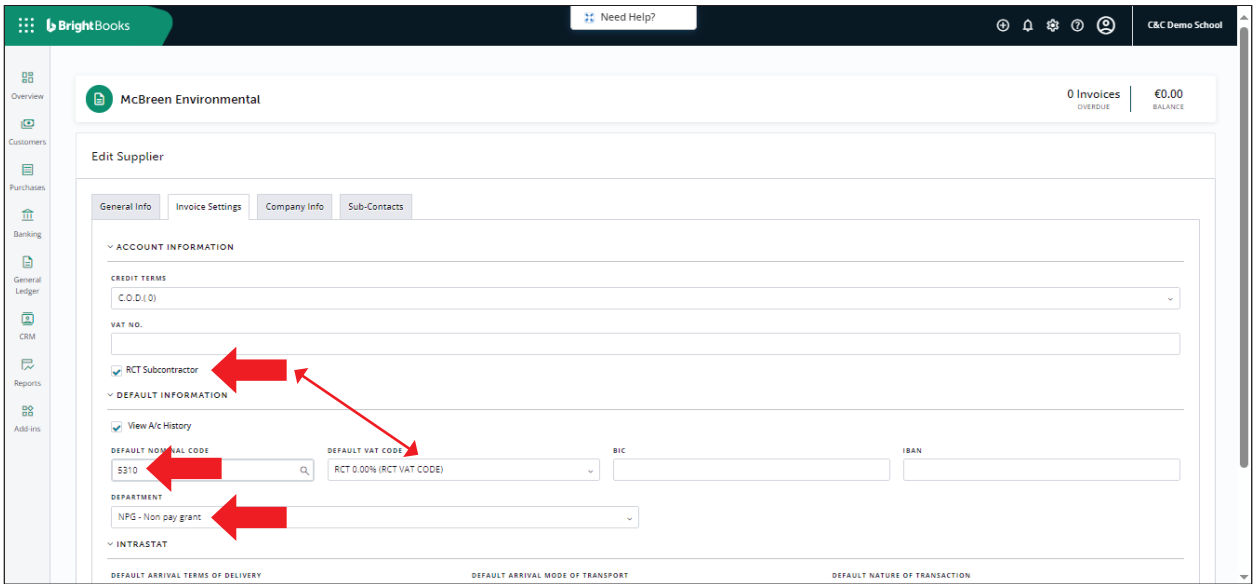 BrightBooks
Need Help?
C&C Demo School
Overview
Customers
Purchases
Banking
General
Ledger
CRM
Reports
Add-ins
McBreen Environmental
0 Invoices
OVERDUE
€0.00
BALANCE
Edit Supplier
General Info
Invoice Settings
Company Info
Sub-Contacts
ACCOUNT INFORMATION
CREDIT TERMS
C.O.D.( 0)
VAT NO.
RCT Subcontractor
DEFAULT INFORMATION
View A/c History
DEFAULT NOMINAL CODE
DEFAULT VAT CODE
BIC
IBAN
5310
RCT 0.00% (RCT VAT CODE)
DEPARTMENT
NPG - Non pay grant
INTRASTAT
DEFAULT ARRIVAL TERMS OF DELIVERY
DEFAULT ARRIVAL MODE OF TRANSPORT
DEFAULT NATURE OF TRANSACTION